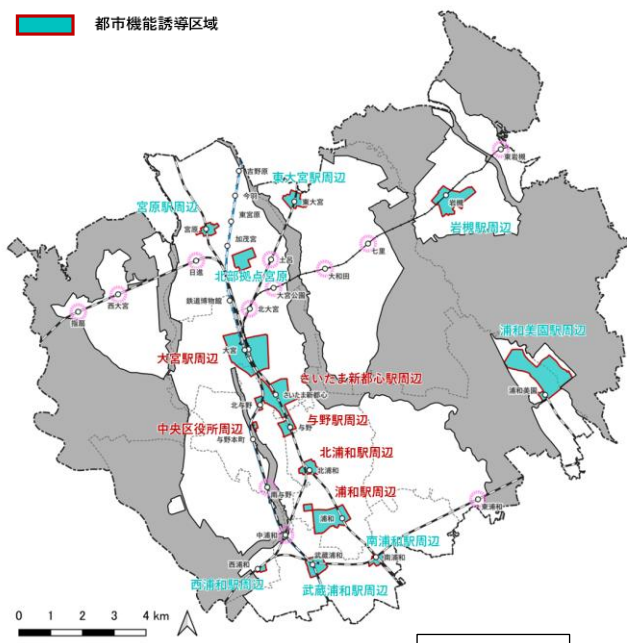 都市機能誘導区域
吉野原
東岩槻
今羽
東大宮駅周辺
東大宮
宮原駅周辺
岩槻
東宮原
宮原
岩槻駅周辺
加茂宮
七里
日進
土呂
北部拠点宮原
大和田
大宮公園
西大宮
鉄道博物館
北大宮
指扇
浦和美園駅周辺
大宮
大宮駅周辺
さいたま新都心駅周辺
さいたま新都心
浦和美園
北与野
与野駅周辺
中央区役所周辺
与野
与野本町
北浦和駅周辺
北浦和
南与野
浦和駅周辺
東浦和
浦和
中浦和
南浦和駅周辺
西浦和
武蔵浦和
南浦和
西浦和駅周辺
武蔵浦和駅周辺
0 1 2 3 4 km